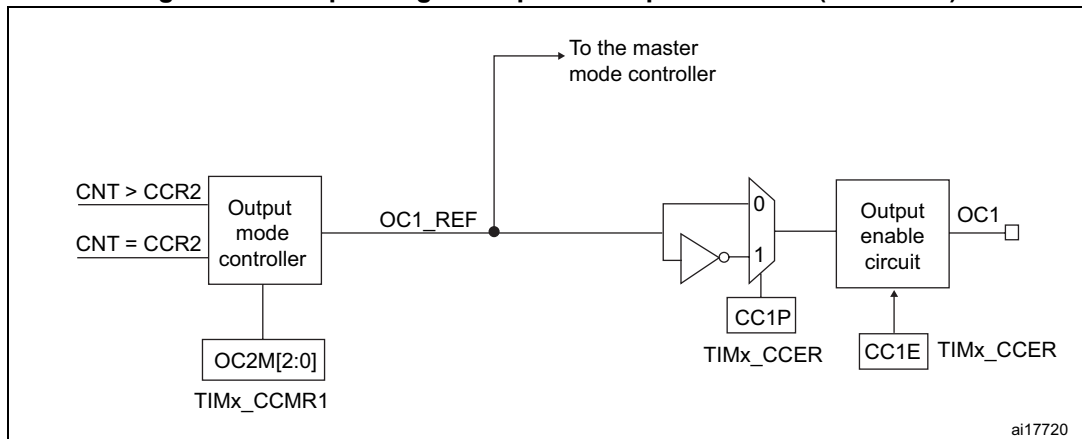 To the master
mode controller
CNT > CCR2
CNT = CCR2
Output
mode
controller
OC1_REF
0
1
Output
enable
circuit
OC1
CC1P
TIMx_CCER
CC1E
TIMx_CCER
OC2M[2:0]
TIMx_CCMR1
ai17720